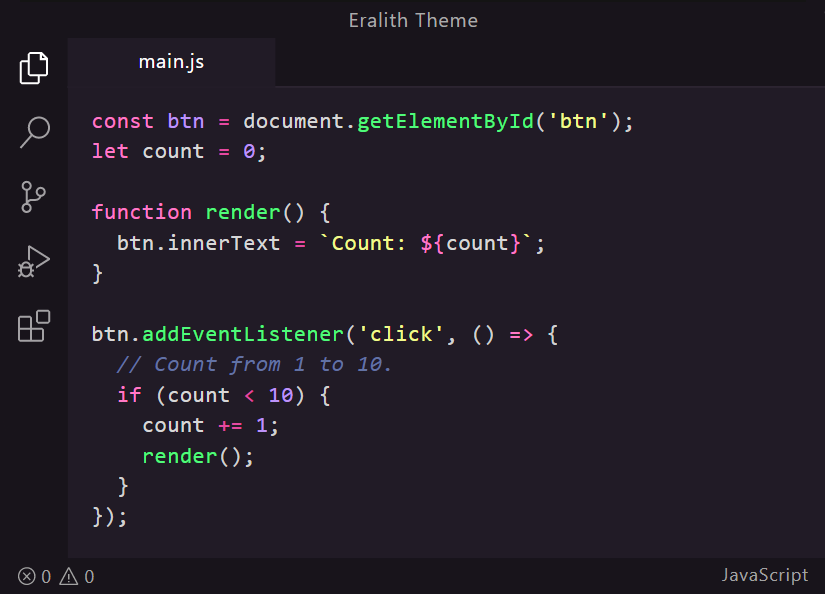 Eralith Theme
main.js
const btn = document.getElementById('btn');
let count = 0;

function render() {
  btn.innerText = `Count: ${count}`;
}

btn.addEventListener('click', () => {
  // Count from 1 to 10.
  if (count < 10) {
    count += 1;
    render();
  }
});
0 0
JavaScript